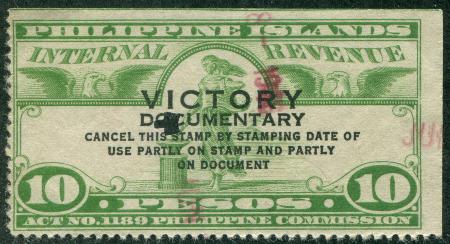 PHILIPPINE ISLANDS
INTERNAL REVENUE
VICTORY
DOCUMENTARY
CANCEL THIS STAMP BY STAMPING DATE OF
USE PARTLY ON STAMP AND PARTLY
ON DOCUMENT
10 PESOS 10
ACT NO. 1189 PHILIPPINE COMMISSION